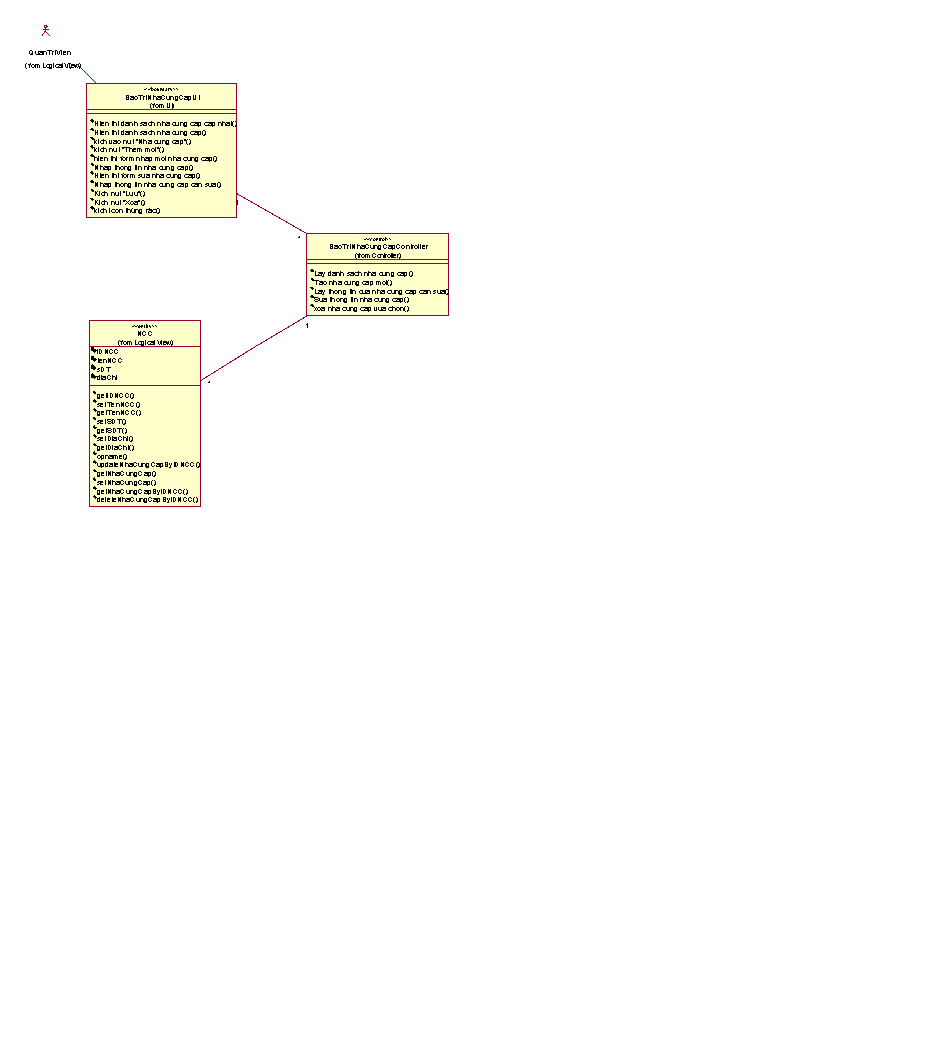 QuanTriVien
(from Logical View)
<<boundary>>
BaoTriNhaCungCapUI
(from UI)
Hien thi danh sach nha cung cap cap nhat()
Hien thi danh sach nha cung cap()
kich vao nut "Nha cung cap"()
kich nut "Them moi"()
hien thi form nhap moi nha cung cap()
Nhap thong tin nha cung cap()
Hien thi form sua nha cung cap()
Nhap thong tin nha cung cap can sua()
Kich nut "Luu"()
Kich nut "Xoa"()
kich icon thùng rác()
1
*
<<control>>
BaoTriNhaCungCapController
(from Controller)
Lay danh sach nha cung cap()
Tao nha cung cap moi()
Lay thong tin cua nha cung cap can sua()
Sua thong tin nha cung cap()
xoa nha cung cap vua chon()
1
*
<<entity>>
NCC
(from Logical View)
IDNCC
tenNCC
SDT
diaChi
getIDNCC()
setTenNCC()
getTenNCC()
setSDT()
getSDT()
setDiaChi()
getDiaChi()
opname()
updateNhaCungCapByIDNCC()
getNhaCungCap()
setNhaCungCap()
getNhaCungCapByIDNCC()
deleteNhaCungCapByIDNCC()